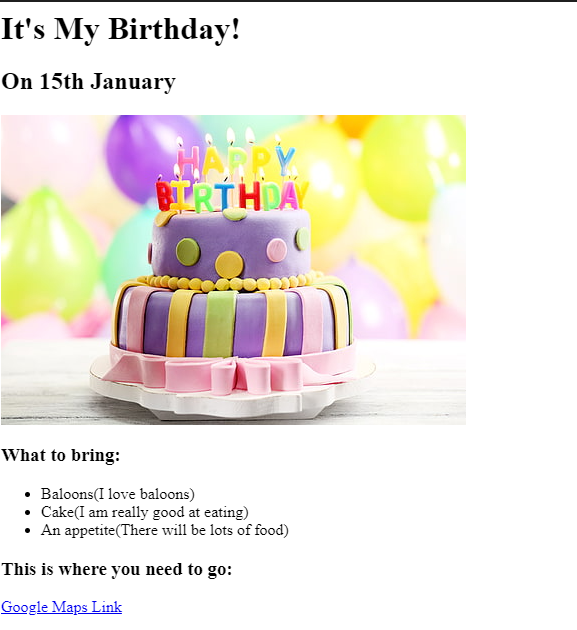 It's My Birthday!
On 15th January
HAPPY
BIRTHDAY
What to bring:
Baloons(I love baloons)
Cake(I am really good at eating)
An appetite(There will be lots of food)
This is where you need to go:
Google Maps Link